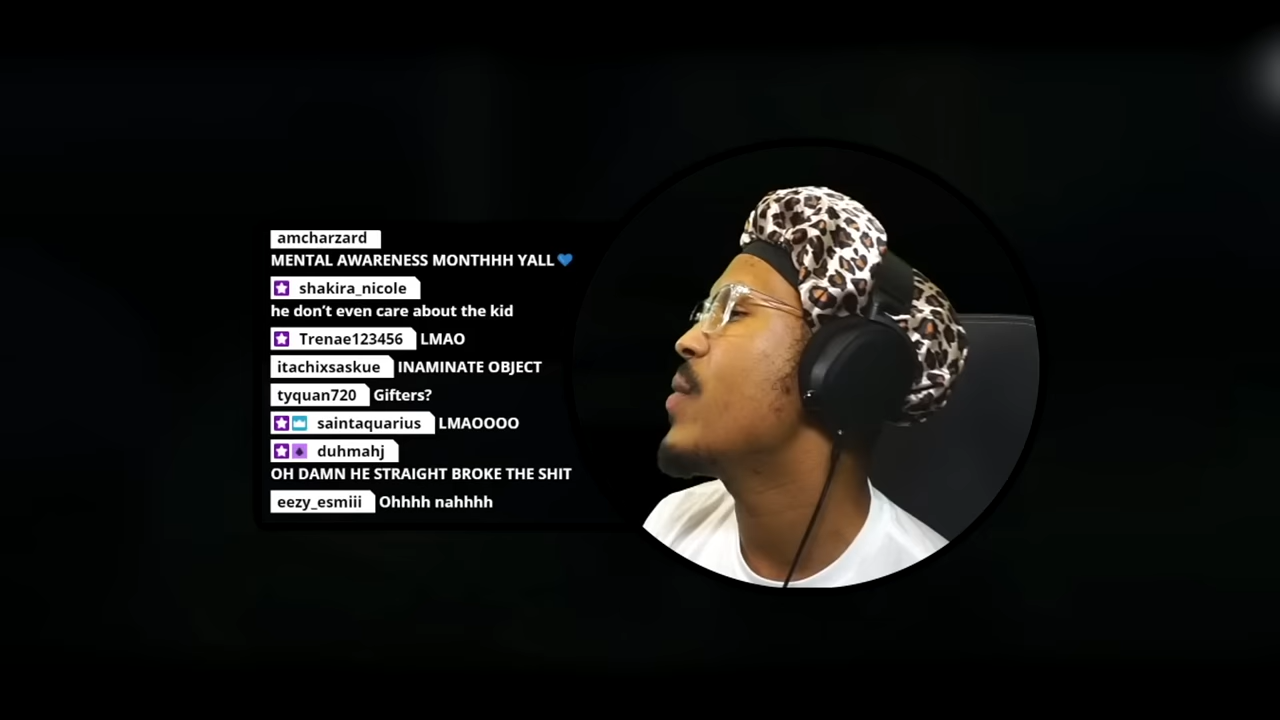 amcharzard
MENTAL AWARENESS MONTHHH YALL💙
shakira_nicole
he don’t even care about the kid
Trenae123456 LMAO
itachixsaskue INAMINATE OBJECT
tyquan720 Gifters?
saintaquarius LMAOOOO
duhmahj
OH DAMN HE STRAIGHT BROKE THE SHIT
eezy_esmiii Ohhhh nahhhh